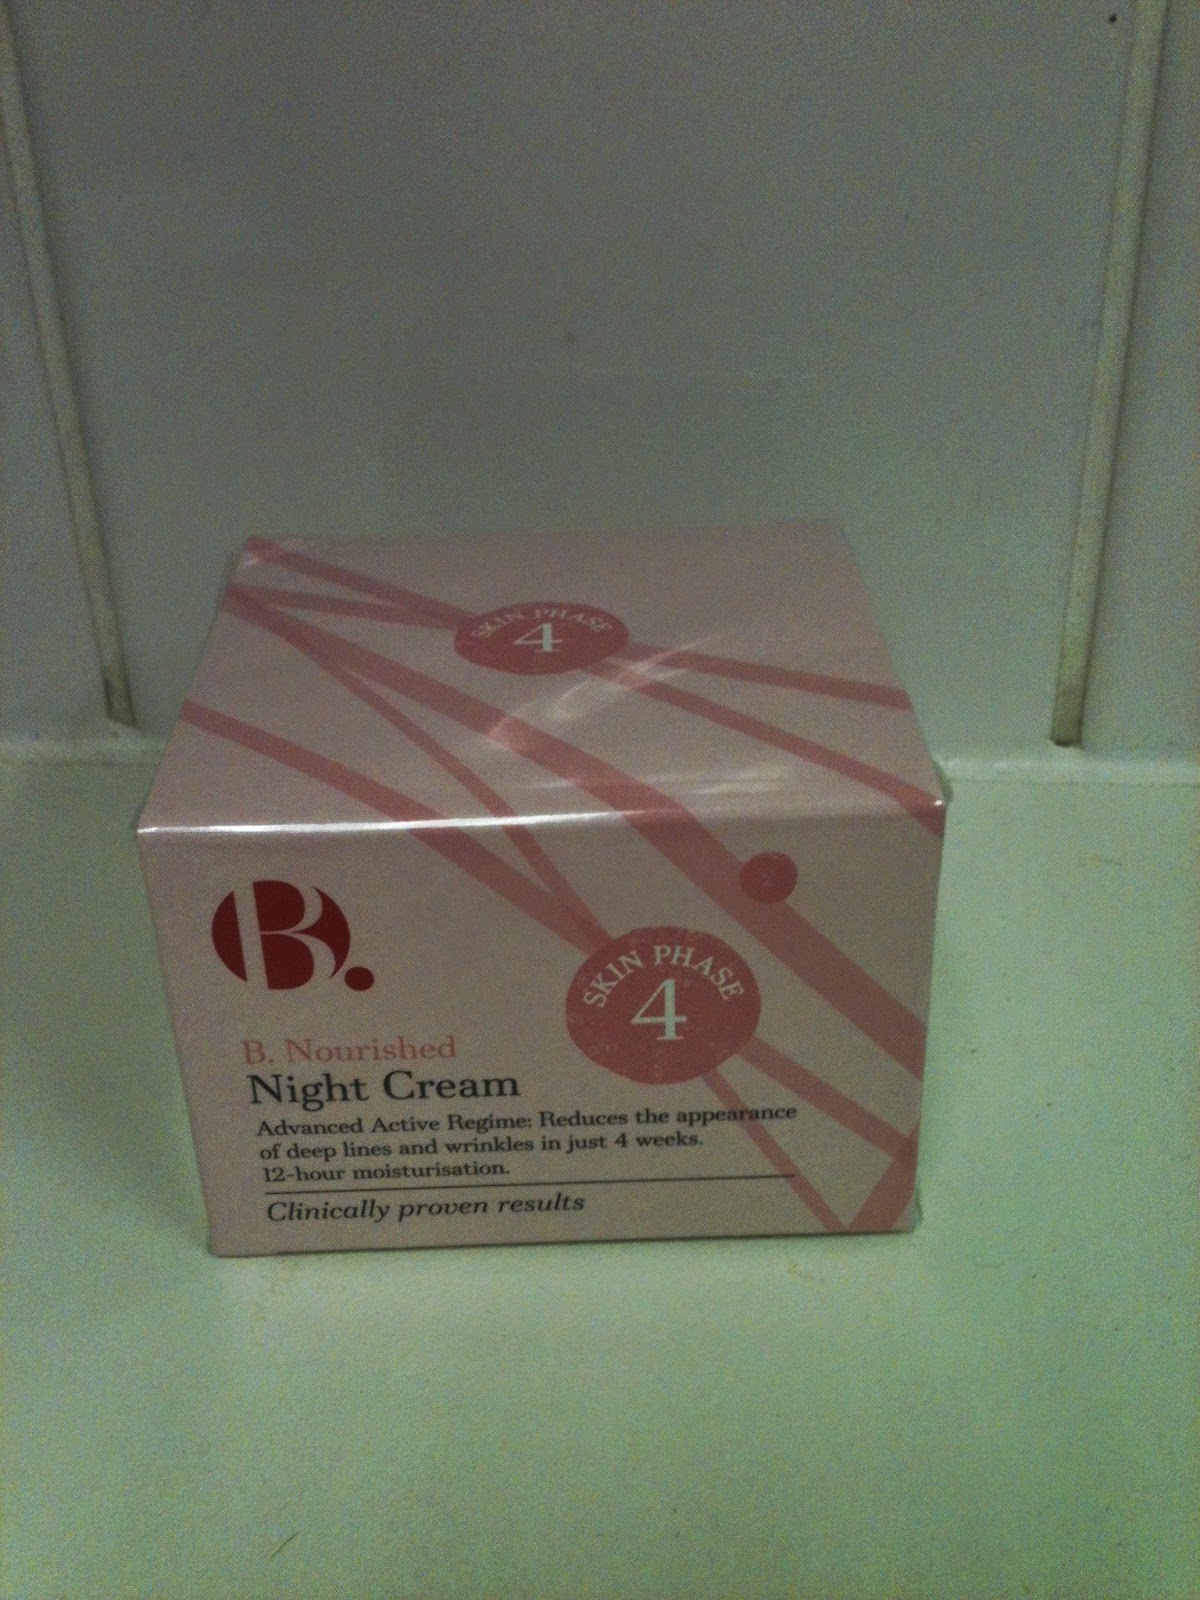 SKIN PHASE
4
B.
SKIN PHASE
4
B. Nourished
Night Cream
Advanced Active Regime: Reduces the appearance
of deep lines and wrinkles in just 4 weeks.
12-hour moisturisation.
Clinically proven results